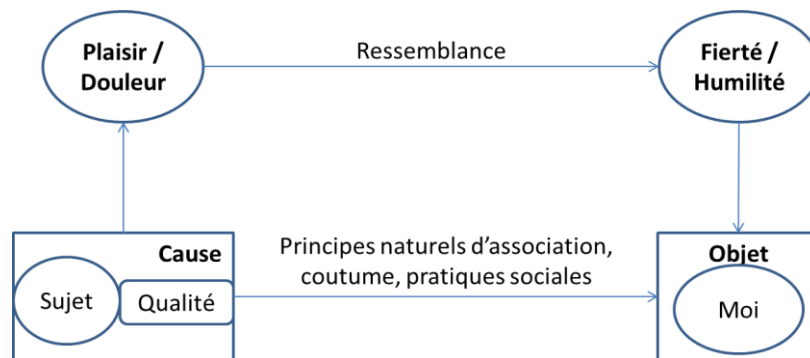 Plaisir /
Douleur
Ressemblance
Fierté /
Humilité
Cause
Sujet
Qualité
Principes naturels d’association,
coutume, pratiques sociales
Objet
Moi